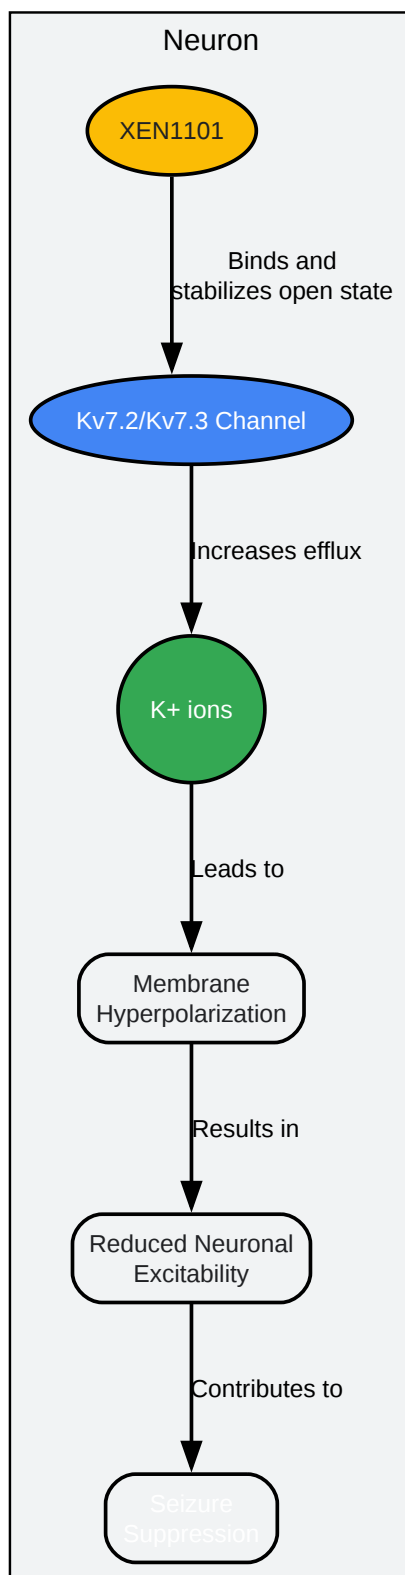 Neuron
XEN1101
Binds and
stabilizes open state
Kv7.2/Kv7.3 Channel
Increases efflux
K+ ions
Leads to
Membrane
Hyperpolarization
Results in
Reduced Neuronal
Excitability
Contributes to
Seizure
Suppression